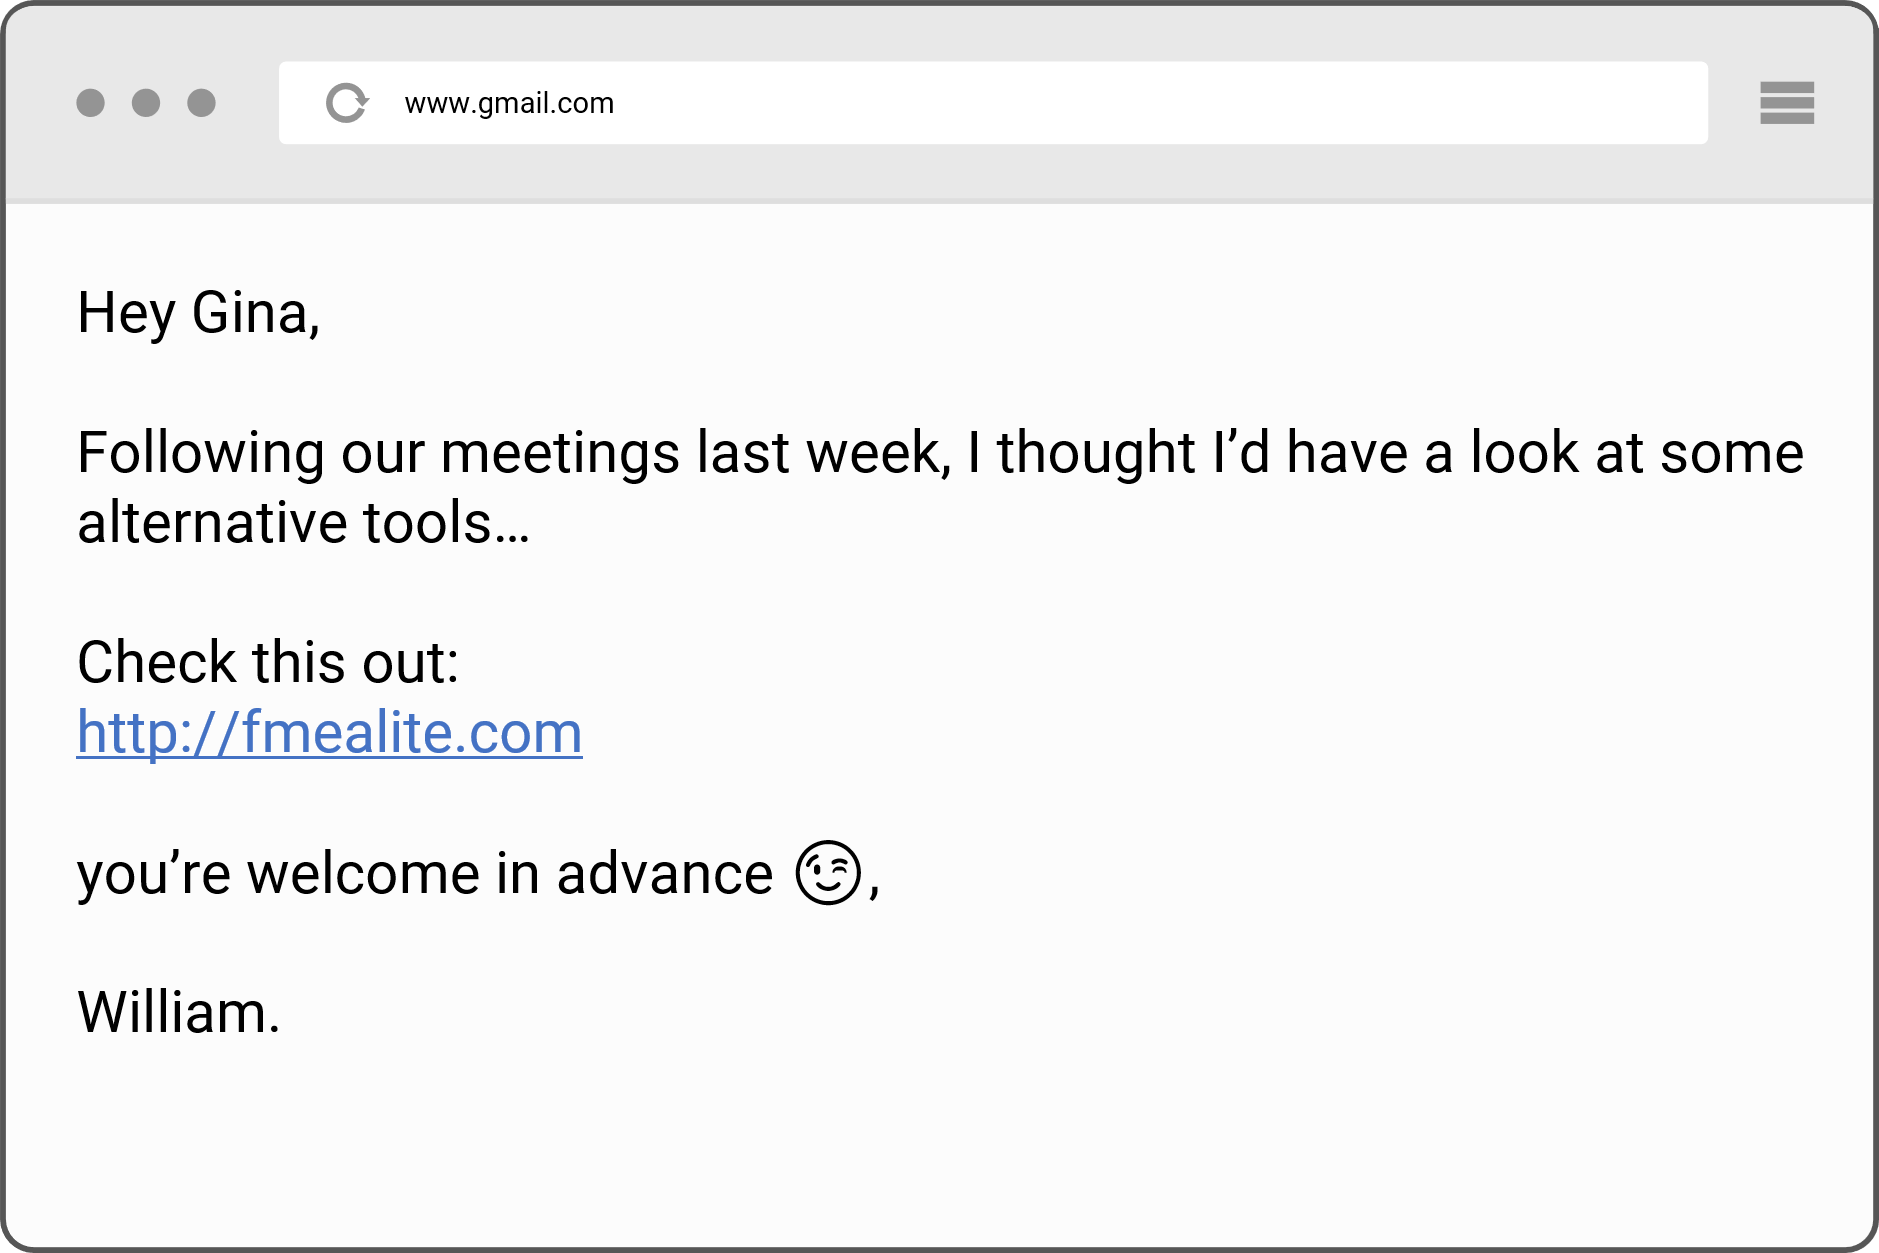 www.gmail.com
Hey Gina,
Following our meetings last week, I thought I’d have a look at some
alternative tools…
Check this out:
http://fmealite.com
you’re welcome in advance 😉,
William.